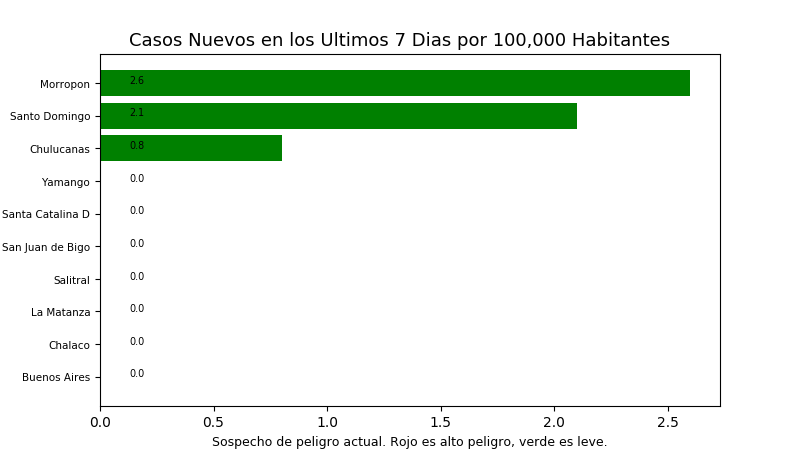 Casos Nuevos en los Ultimos 7 Dias por 100,000 Habitantes
Morropon 2.6
Santo Domingo 2.1
Chulucanas 0.8
Yamango 0.0
Santa Catalina D 0.0
San Juan de Bigo 0.0
Salitral 0.0
La Matanza 0.0
Chalaco 0.0
Buenos Aires 0.0
0.0 0.5 1.0 1.5 2.0 2.5
Sospecho de peligro actual. Rojo es alto peligro, verde es leve.